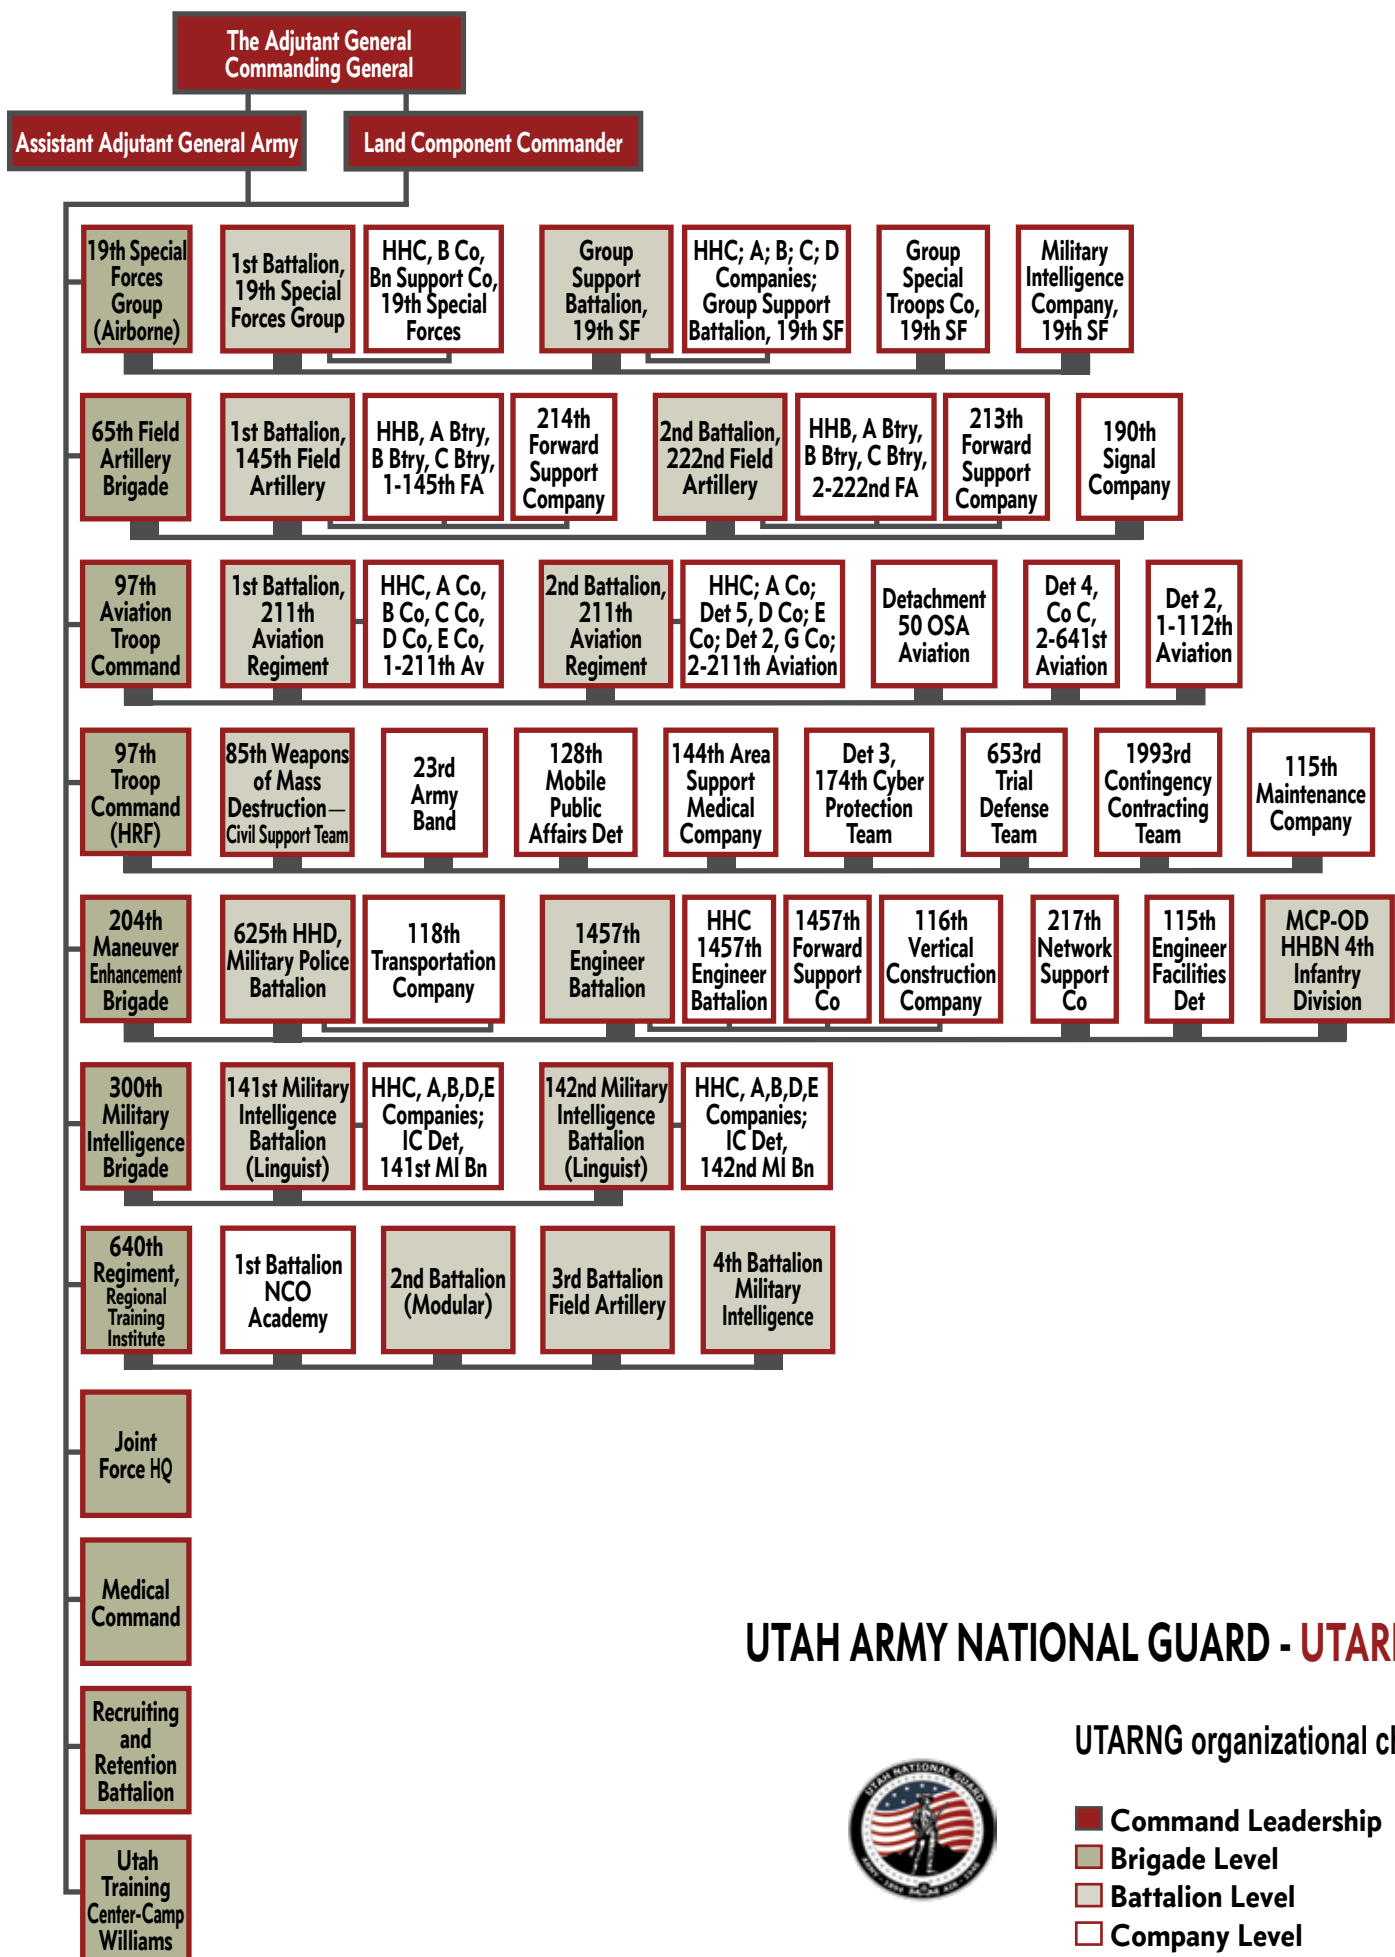 The Adjutant General
Commanding General
Assistant Adjutant General Army
Land Component Commander
19th Special
Forces
Group
(Airborne)
1st Battalion,
19th Special
Forces Group
HHC, B Co,
Bn Support Co,
19th Special
Forces
Group
Support
Battalion,
19th SF
HHC; A; B; C; D
Companies;
Group Support
Battalion, 19th SF
Group
Special
Troops Co,
19th SF
Military
Intelligence
Company,
19th SF
65th Field
Artillery
Brigade
1st Battalion,
145th Field
Artillery
HHB, A Btry,
B Btry, C Btry,
1-145th FA
214th
Forward
Support
Company
2nd Battalion,
222nd Field
Artillery
HHB, A Btry,
B Btry, C Btry,
2-222nd FA
213th
Forward
Support
Company
190th
Signal
Company
97th
Aviation
Troop
Command
1st Battalion,
211th
Aviation
Regiment
HHC, A Co,
B Co, C Co,
D Co, E Co,
1-211th Av
2nd Battalion,
211th
Aviation
Regiment
HHC; A Co;
Det 5, D Co; E
Co; Det 2, G Co;
2-211th Aviation
Detachment
50 OSA
Aviation
Det 4,
Co C,
2-641st
Aviation
Det 2,
1-112th
Aviation
97th
Troop
Command
(HRF)
85th Weapons
of Mass
Destruction—
Civil Support Team
23rd
Army
Band
128th
Mobile
Public
Affairs Det
144th Area
Support
Medical
Company
Det 3,
174th Cyber
Protection
Team
653rd
Trial
Defense
Team
1993rd
Contingency
Contracting
Team
115th
Maintenance
Company
204th
Maneuver
Enhancement
Brigade
625th HHD,
Military Police
Battalion
118th
Transportation
Company
1457th
Engineer
Battalion
HHC
1457th
Engineer
Battalion
1457th
Forward
Support
Co
116th
Vertical
Construction
Company
217th
Network
Support
Co
115th
Engineer
Facilities
Det
MCP-OD
HHBN 4th
Infantry
Division
300th
Military
Intelligence
Brigade
141st Military
Intelligence
Battalion
(Linguist)
HHC, A,B,D,E
Companies;
IC Det,
141st MI Bn
142nd Military
Intelligence
Battalion
(Linguist)
HHC, A,B,D,E
Companies;
IC Det,
142nd MI Bn
640th
Regiment,
Regional
Training
Institute
1st Battalion
NCO
Academy
2nd Battalion
(Modular)
3rd Battalion
Field Artillery
4th Battalion
Military
Intelligence
Joint
Force HQ
Medical
Command
Recruiting
and
Retention
Battalion
Utah
Training
Center-Camp
Williams
UTAH ARMY NATIONAL GUARD -
UTARNG organizational
UTAH NATIONAL GUARD
Command Leadership
Brigade Level
Battalion Level
Company Level